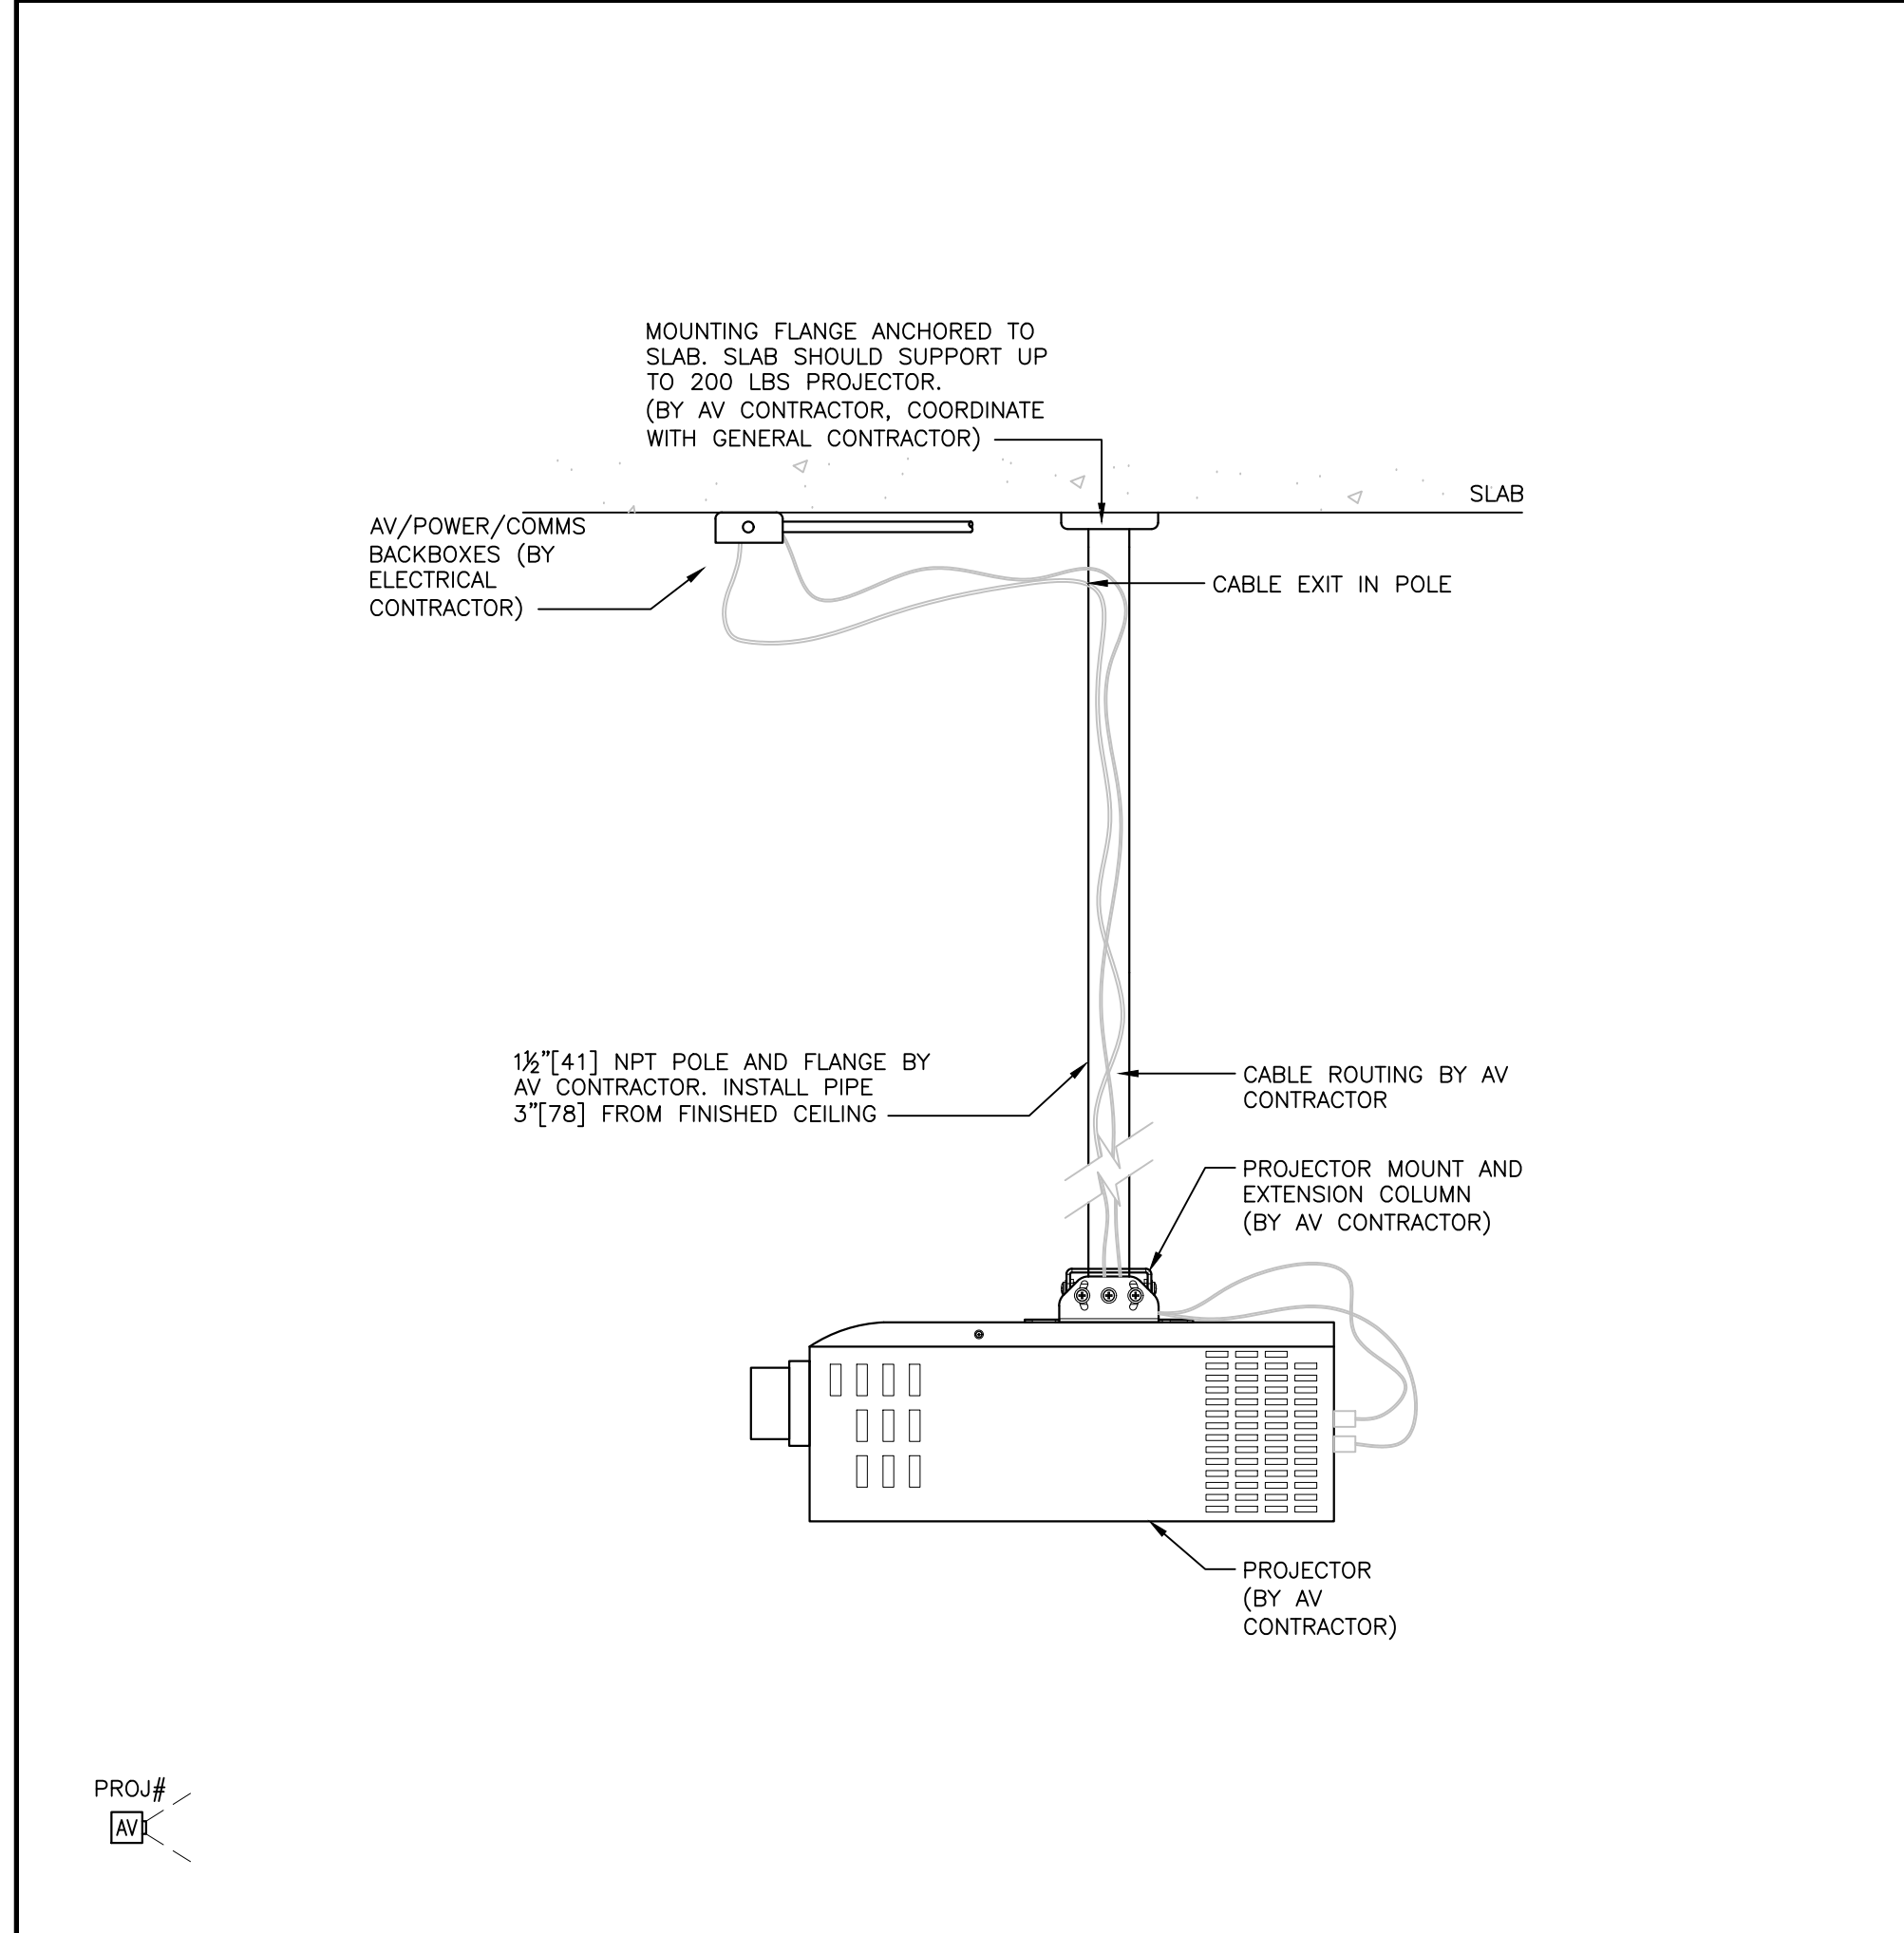 MOUNTING FLANGE ANCHORED TO
SLAB. SLAB SHOULD SUPPORT UP
TO 200 LBS PROJECTOR.
(BY AV CONTRACTOR, COORDINATE
WITH GENERAL CONTRACTOR)
SLAB
AV/POWER/COMMS
BACKBOXES (BY
ELECTRICAL
CONTRACTOR)
CABLE EXIT IN POLE
1½"[41] NPT POLE AND FLANGE BY
AV CONTRACTOR. INSTALL PIPE
3"[78] FROM FINISHED CEILING
CABLE ROUTING BY AV
CONTRACTOR
PROJECTOR MOUNT AND
EXTENSION COLUMN
(BY AV CONTRACTOR)
PROJECTOR
(BY AV
CONTRACTOR)
PROJ#
AV